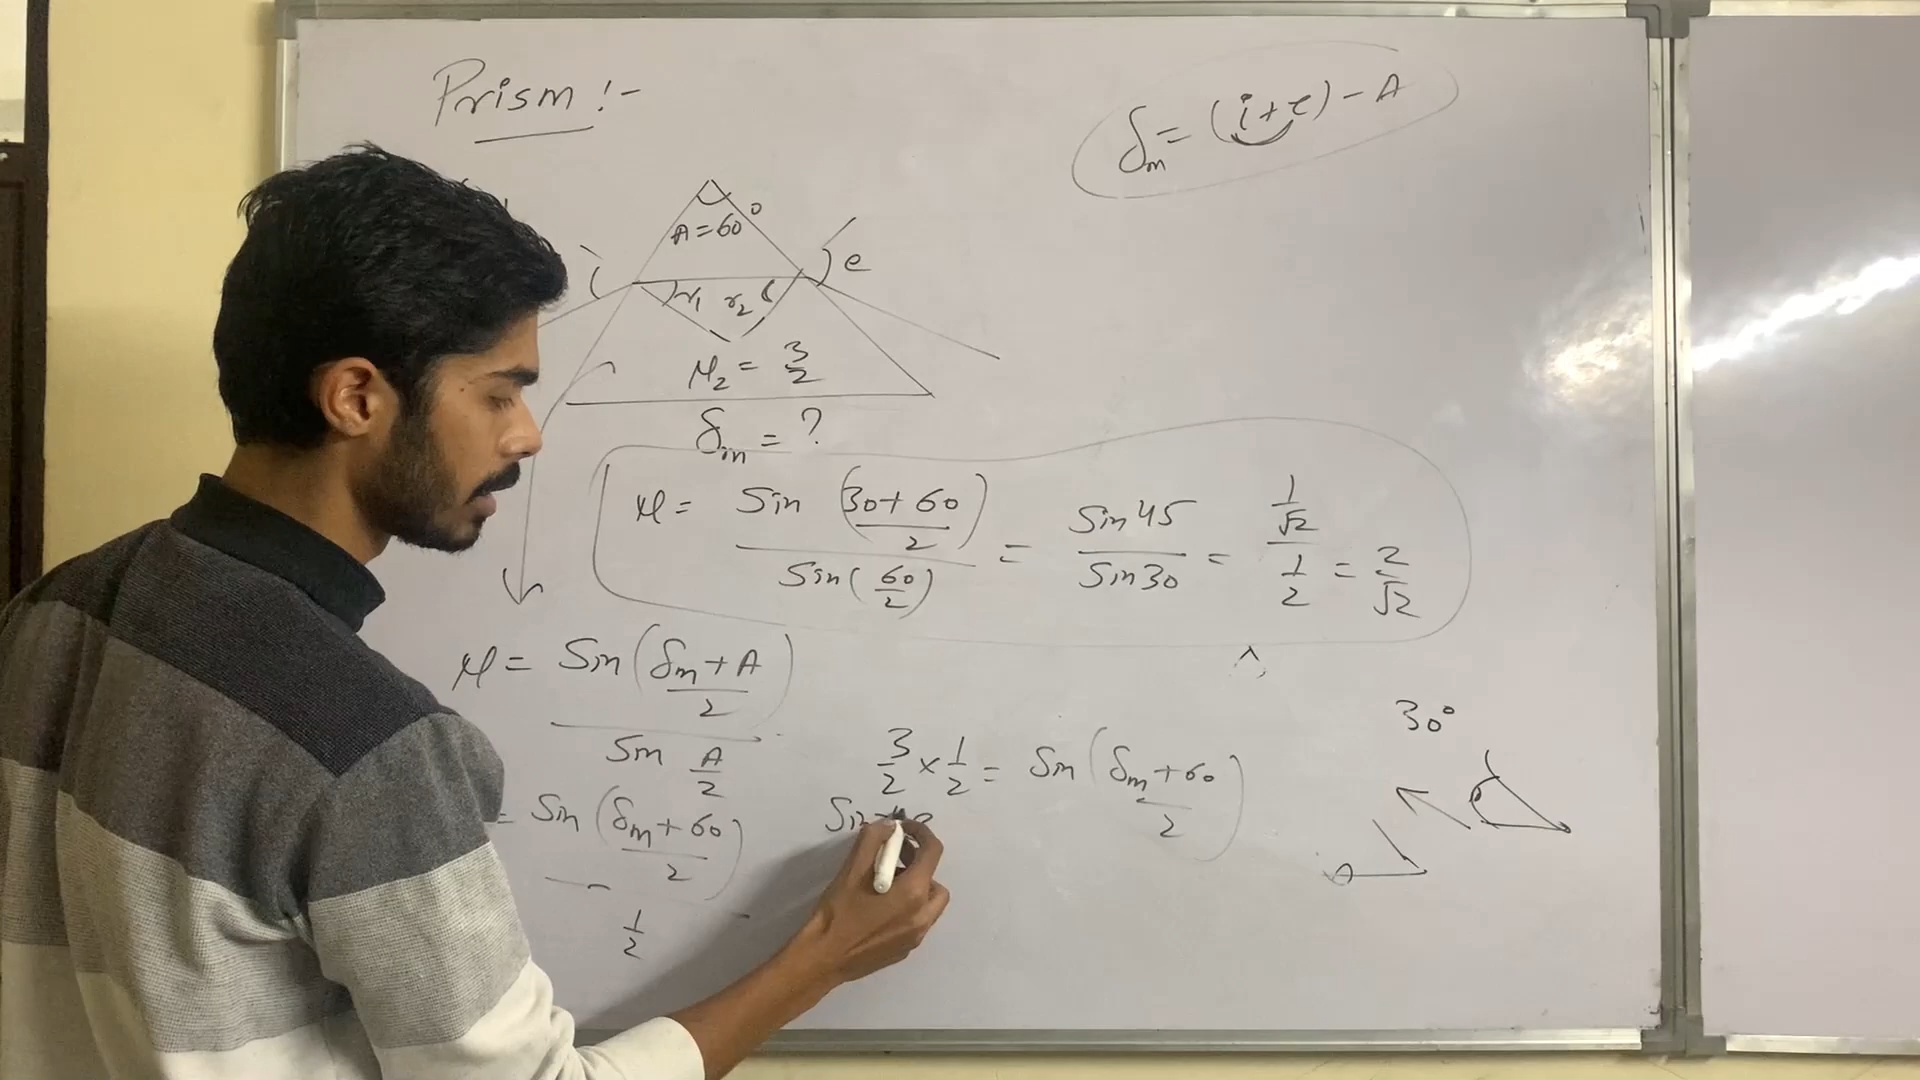 Prism :-
δm = (i+e) - A
A = 60°
e
r1 r2
μ2 = 3/2
δm = ?
μ = Sin ((30+60)/2) / Sin (60/2) = Sin 45 / Sin 30 = (1/√2) / (1/2) = 2/√2
μ = Sin ((δm + A)/2) / Sin A/2
30°
3/2 × 1/2 = Sin ((δm + 60)/2)
= Sin ((δm + 60)/2) / (1/2)
Sin